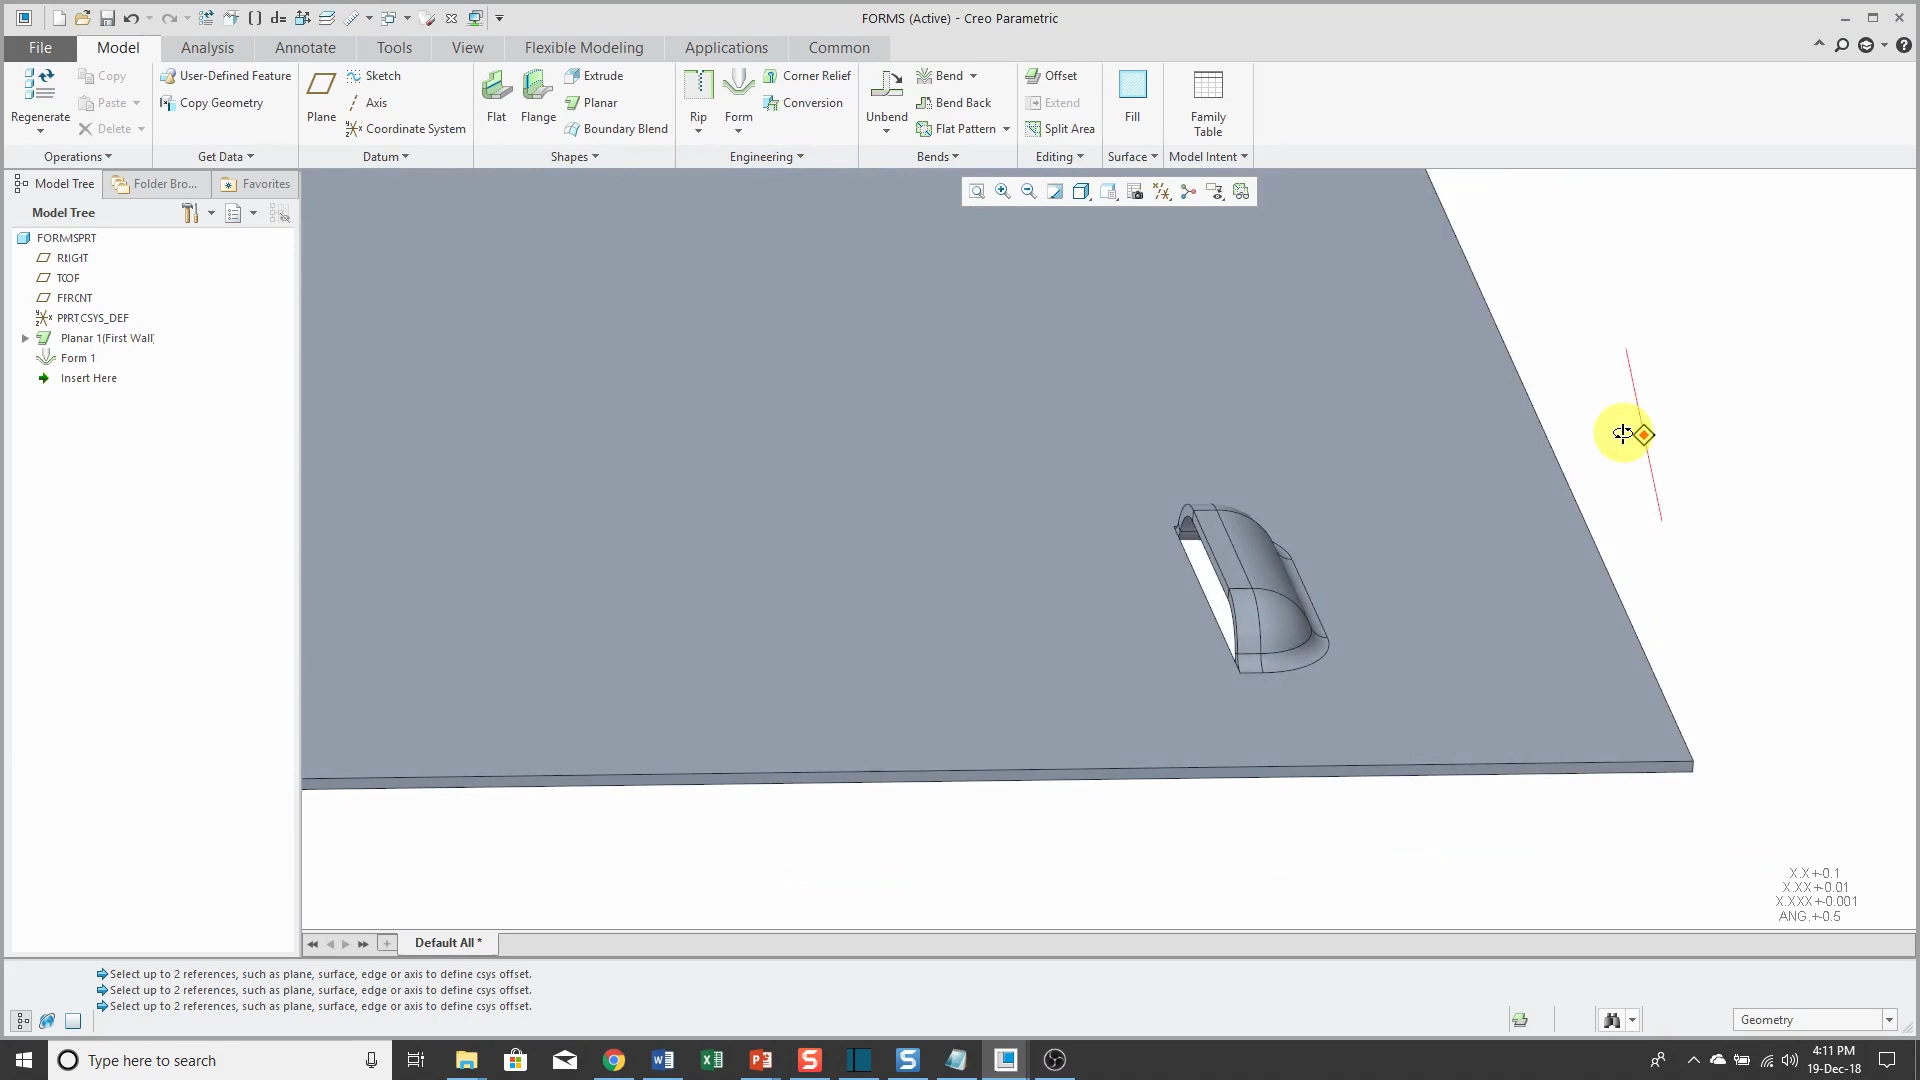 FORMS (Active) - Creo Parametric
File
Model
Analysis
Annotate
Tools
View
Flexible Modeling
Applications
Common
Regenerate
Copy
Paste
Delete
User-Defined Feature
Copy Geometry
Plane
Sketch
Axis
Coordinate System
Flat
Flange
Extrude
Planar
Boundary Blend
Rip
Form
Corner Relief
Conversion
Unbend
Bend
Bend Back
Flat Pattern
Offset
Extend
Split Area
Fill
Family
Table
Operations
Get Data
Datum
Shapes
Engineering
Bends
Editing
Surface
Model Intent
Model Tree
Folder Bro...
Favorites
Model Tree
Planar 1(First Wall)
Form 1
Insert Here
X.X+-0.1
X.XX+-0.01
X.XXX+-0.001
ANG.+-0.5
Default All *
Select up to 2 references, such as plane, surface, edge or axis to define csys offset.
Select up to 2 references, such as plane, surface, edge or axis to define csys offset.
Select up to 2 references, such as plane, surface, edge or axis to define csys offset.
Geometry
Type here to search
4:11 PM
19-Dec-18